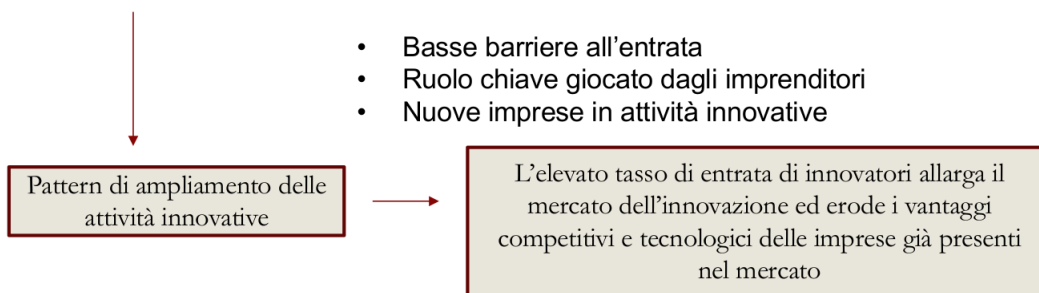 • Basse barriere all'entrata
• Ruolo chiave giocato dagli imprenditori
• Nuove imprese in attività innovative
Pattern di ampliamento delle
attività innovative
L'elevato tasso di entrata di innovatori allarga il
mercato dell'innovazione ed erode i vantaggi
competitivi e tecnologici delle imprese già presenti
nel mercato